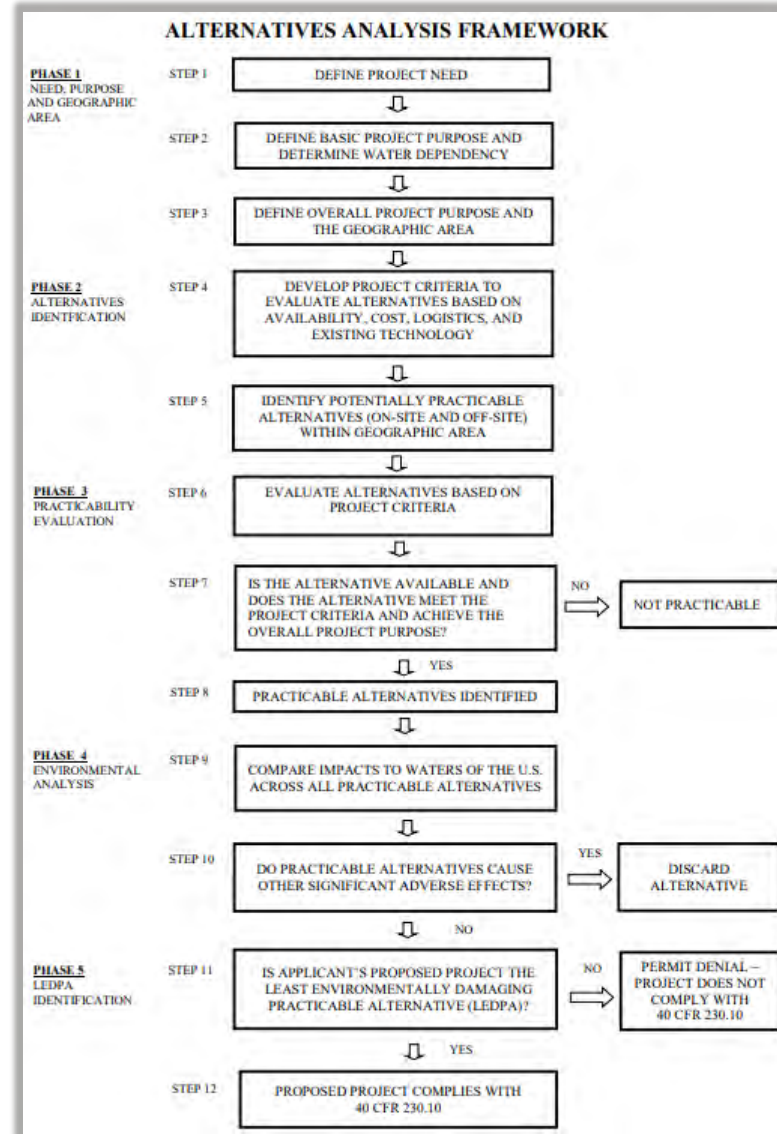 ALTERNATIVES ANALYSIS FRAMEWORK
PHASE 1
NEED, PURPOSE
AND GEOGRAPHIC
AREA
STEP 1
DEFINE PROJECT NEED
STEP 2
DEFINE BASIC PROJECT PURPOSE AND
DETERMINE WATER DEPENDENCY
STEP 3
DEFINE OVERALL PROJECT PURPOSE AND
THE GEOGRAPHIC AREA
PHASE 2
ALTERNATIVES
IDENTFICATION
STEP 4
DEVELOP PROJECT CRITERIA TO
EVALUATE ALTERNATIVES BASED ON
AVAILABILITY, COST, LOGISTICS, AND
EXISTING TECHNOLOGY
STEP 5
IDENTIFY POTENTIALLY PRACTICABLE
ALTERNATIVES (ON-SITE AND OFF-SITE)
WITHIN GEOGRAPHIC AREA
PHASE 3
PRACTICABILITY
EVALUATION
STEP 6
EVALUATE ALTERNATIVES BASED ON
PROJECT CRITERIA
STEP 7
IS THE ALTERNATIVE AVAILABLE AND
DOES THE ALTERNATIVE MEET THE
PROJECT CRITERIA AND ACHIEVE THE
OVERALL PROJECT PURPOSE?
NO
NOT PRACTICABLE
YES
STEP 8
PRACTICABLE ALTERNATIVES IDENTIFIED
PHASE 4
ENVIRONMENTAL
ANALYSIS
STEP 9
COMPARE IMPACTS TO WATERS OF THE U.S.
ACROSS ALL PRACTICABLE ALTERNATIVES
STEP 10
DO PRACTICABLE ALTERNATIVES CAUSE
OTHER SIGNIFICANT ADVERSE EFFECTS?
YES
DISCARD
ALTERNATIVE
NO
PHASE 5
LEDPA
IDENTIFICATION
STEP 11
IS APPLICANT'S PROPOSED PROJECT THE
LEAST ENVIRONMENTALLY DAMAGING
PRACTICABLE ALTERNATIVE (LEDPA)?
NO
PERMIT DENIAL –
PROJECT DOES NOT
COMPLY WITH
40 CFR 230.10
YES
STEP 12
PROPOSED PROJECT COMPLIES WITH
40 CFR 230.10